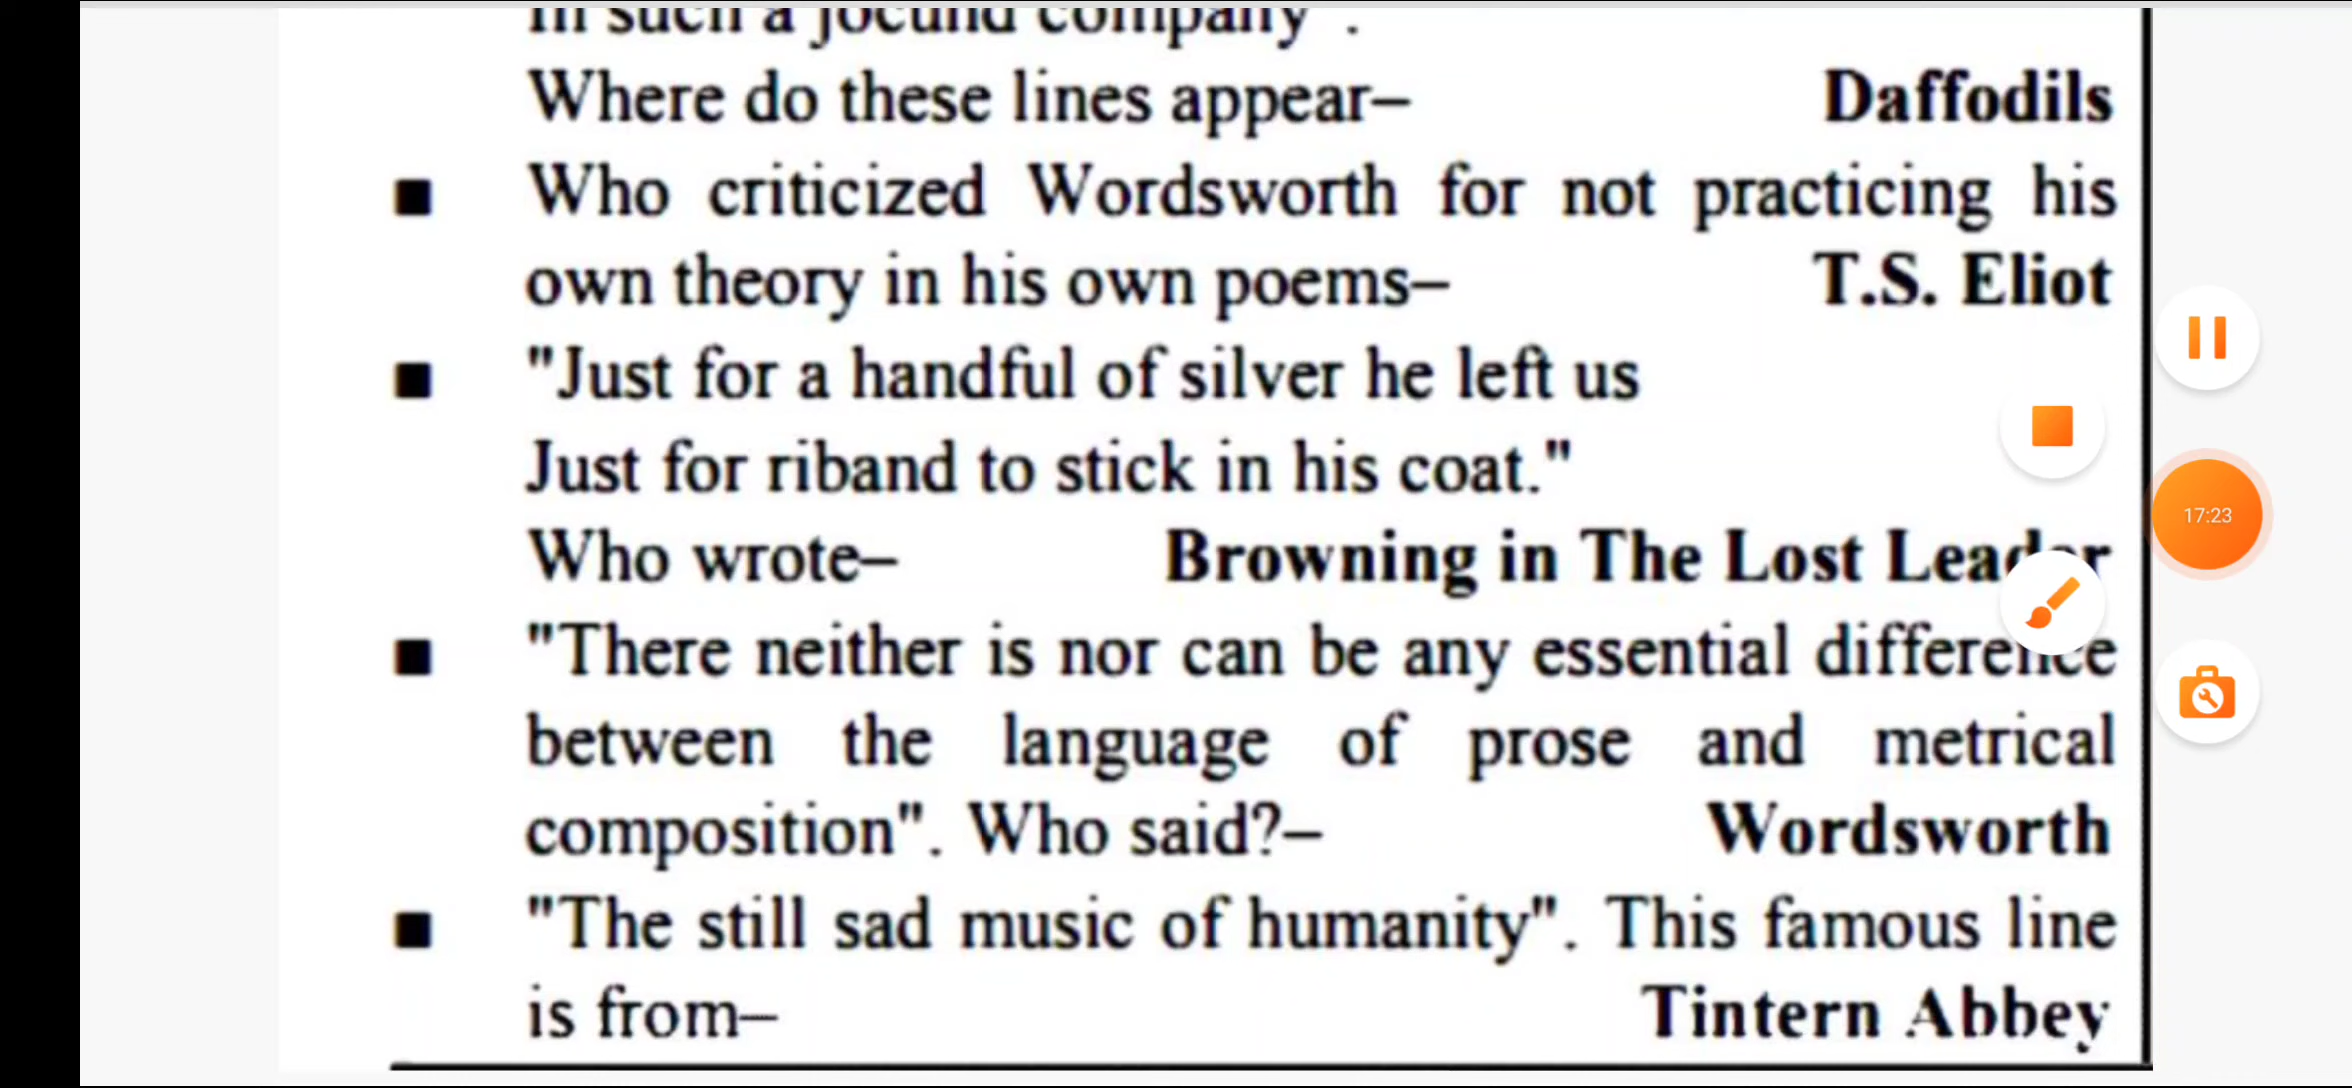 In such a jocund company".
Where do these lines appear– Daffodils
■ Who criticized Wordsworth for not practicing his
own theory in his own poems– T.S. Eliot
■ "Just for a handful of silver he left us
Just for riband to stick in his coat."
Who wrote– Browning in The Lost Leader
■ "There neither is nor can be any essential difference
between the language of prose and metrical
composition". Who said?– Wordsworth
■ "The still sad music of humanity". This famous line
is from– Tintern Abbey
17:23